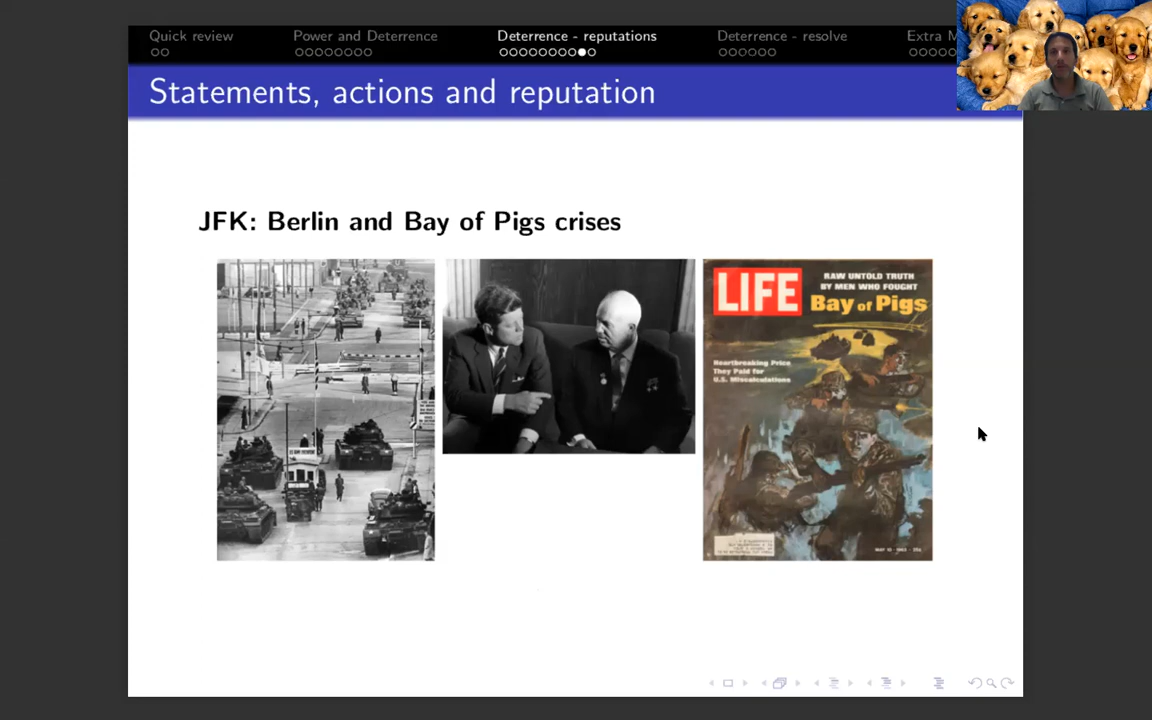 Quick review
Power and Deterrence
Deterrence - reputations
Deterrence - resolve
Extra M
Statements, actions and reputation
JFK: Berlin and Bay of Pigs crises
LIFE
RAW UNTOLD TRUTH
BY MEN WHO FOUGHT
Bay of Pigs
Heartbreaking Price
They Paid for
U.S. Miscalculations